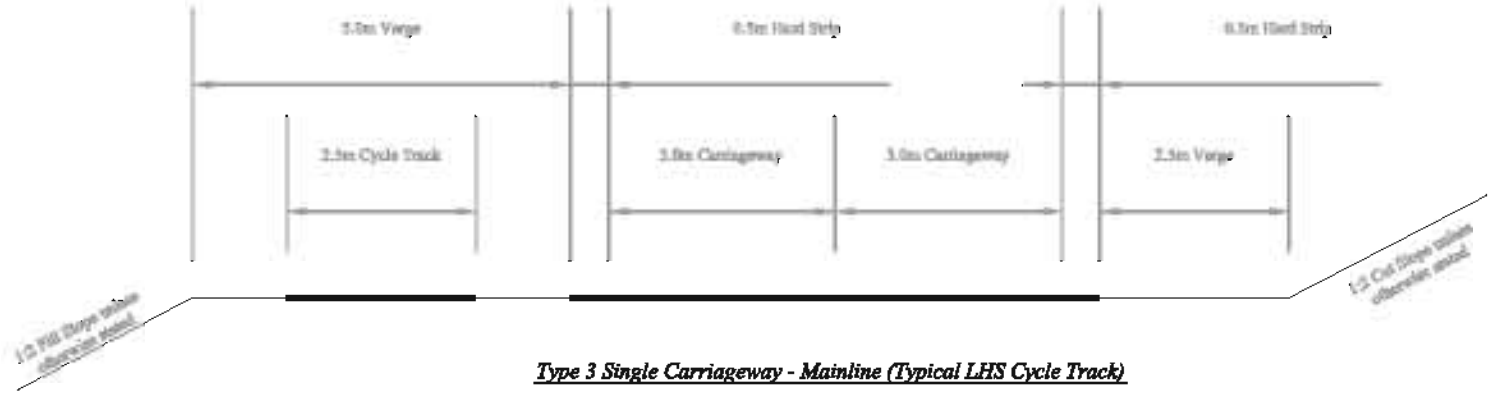 5.0m Verge
0.5m Hard Strip
0.5m Hard Strip
2.5m Cycle Track
3.0m Carriageway
3.0m Carriageway
2.5m Verge
1:2 Fill Slope unless
otherwise stated
1:2 Cut Slope unless
otherwise stated
Type 3 Single Carriageway - Mainline (Typical LHS Cycle Track)